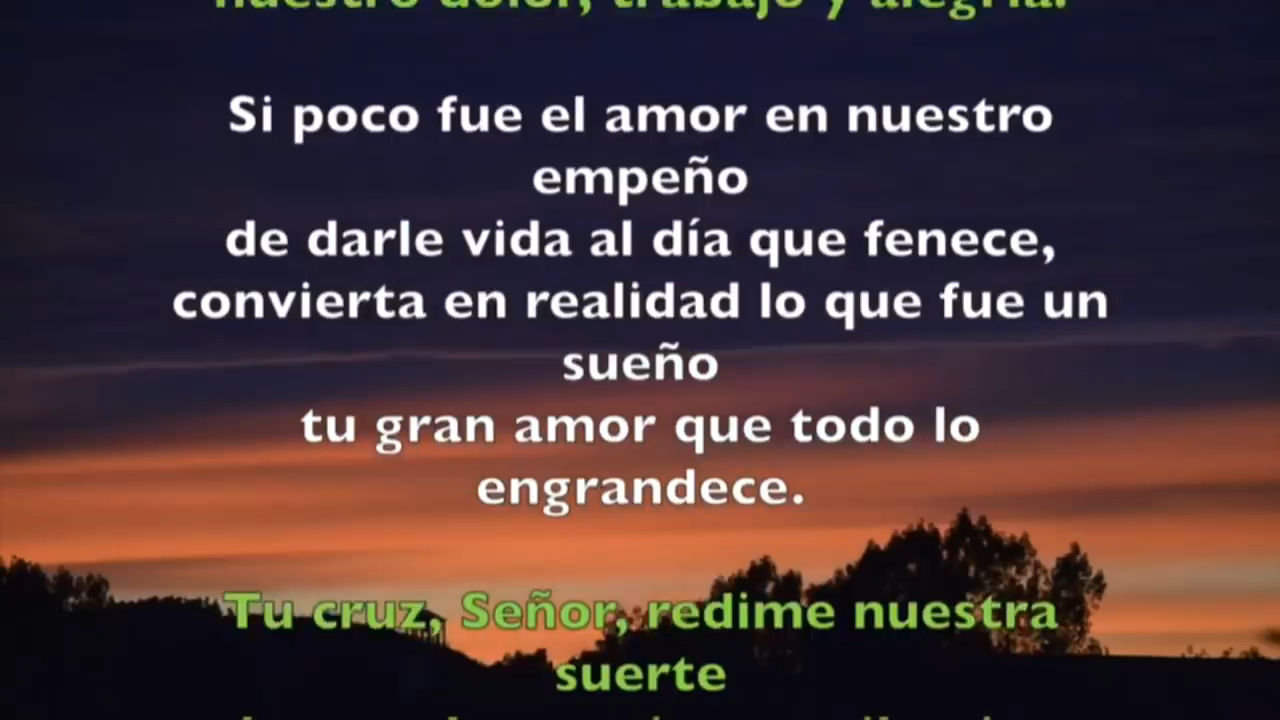 nuestro dolor, trabajo y alegría.
Si poco fue el amor en nuestro
empeño
de darle vida al día que fenece,
convierta en realidad lo que fue un
sueño
tu gran amor que todo lo
engrandece.
Tu cruz, Señor, redime nuestra
suerte